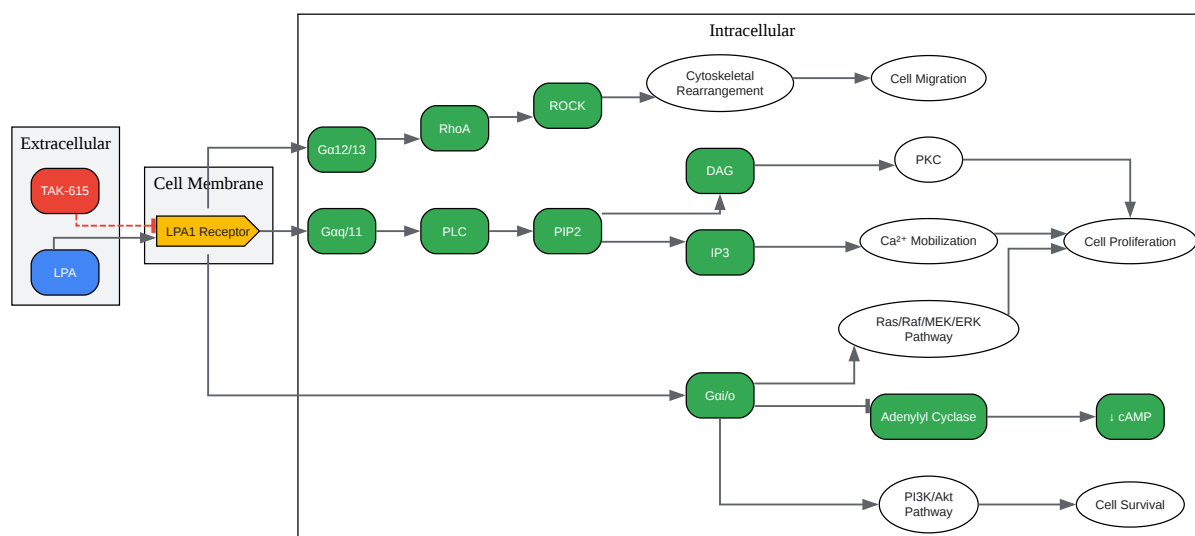 Intracellular
Cytoskeletal
Rearrangement
Cell Migration
ROCK
RhoA
Gα12/13
Extracellular
TAK-615
Cell Membrane
LPA1 Receptor
LPA
DAG
PKC
Gαq/11
PLC
PIP2
IP3
Ca²⁺ Mobilization
Cell Proliferation
Ras/Raf/MEK/ERK
Pathway
Gαi/o
Adenylyl Cyclase
↓ cAMP
PI3K/Akt
Pathway
Cell Survival